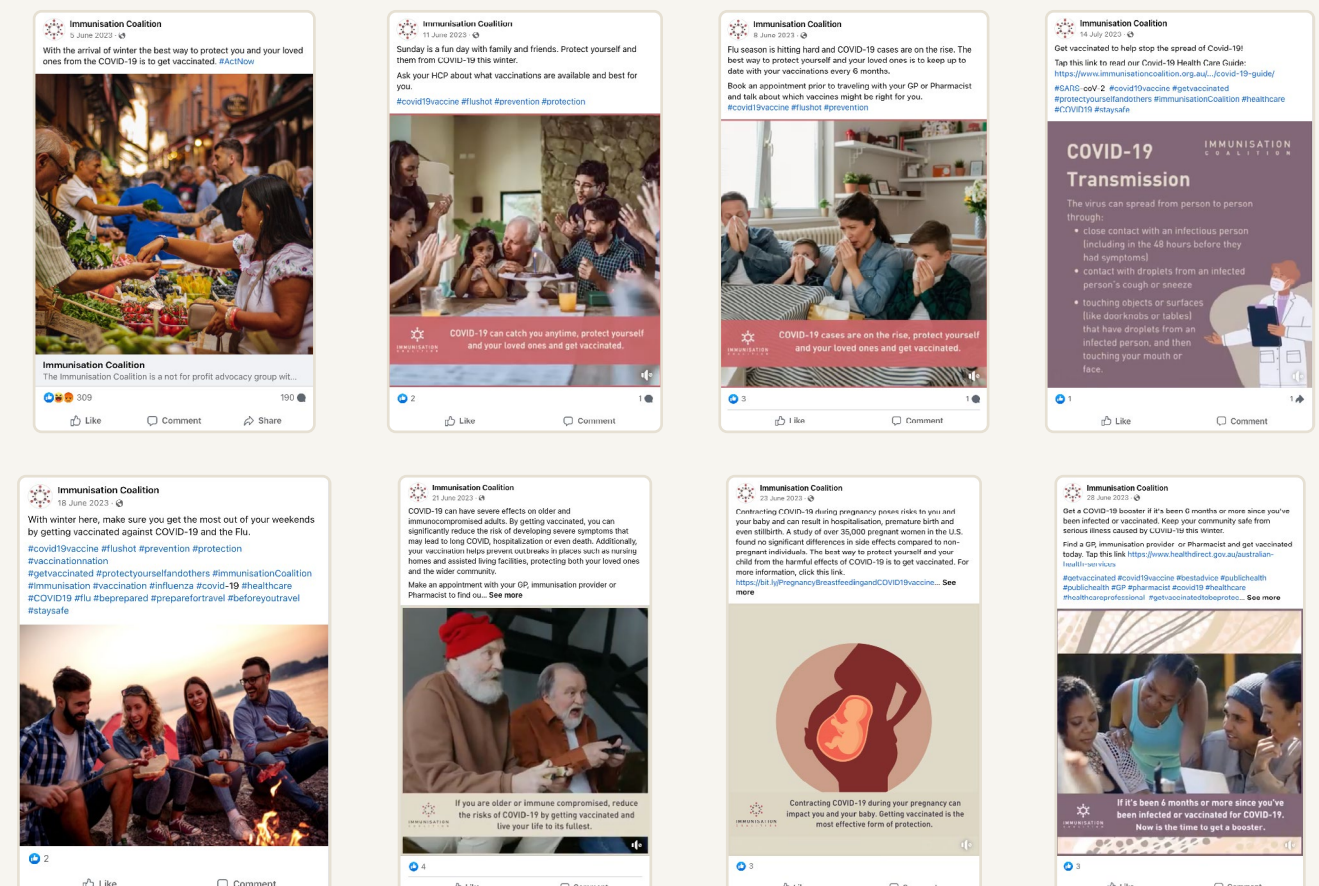 Immunisation Coalition
5 June 2023 ·
With the arrival of winter the best way to protect you and your loved
ones from the COVID-19 is to get vaccinated. #ActNow
Immunisation Coalition
The Immunisation Coalition is a not for profit advocacy group wit...
309
190
Like Comment Share
Immunisation Coalition
11 June 2023 ·
Sunday is a fun day with family and friends. Protect yourself and
them from COVID-19 this winter.
Ask your HCP about what vaccinations are available and best for
you.
#covid19vaccine #flushot #prevention #protection
COVID-19 can catch you anytime, protect yourself
and your loved ones and get vaccinated.
IMMUNISATION
COALITION
2
1
Like Comment
Immunisation Coalition
8 June 2023 ·
Flu season is hitting hard and COVID-19 cases are on the rise. The
best way to protect yourself and your loved ones is to keep up to
date with your vaccinations every 6 months.
Book an appointment prior to traveling with your GP or Pharmacist
and talk about which vaccines might be right for you.
#covid19vaccine #flushot #prevention
COVID-19 cases are on the rise, protect yourself
and your loved ones and get vaccinated.
IMMUNISATION
COALITION
3
1
Like Comment
Immunisation Coalition
14 July 2023 ·
Get vaccinated to help stop the spread of Covid-19!
Tap this link to read our Covid-19 Health Care Guide:
https://www.immunisationcoalition.org.au/.../covid-19-guide/
#SARS-coV-2 #covid19vaccine #getvaccinated
#protectyourselfandothers #immunisationCoalition #healthcare
#COVID19 #staysafe
IMMUNISATION
COALITION
COVID-19
Transmission
The virus can spread from person to person
through:
• close contact with an infectious person
(including in the 48 hours before they
had symptoms)
• contact with droplets from an infected
person's cough or sneeze
• touching objects or surfaces
(like doorknobs or tables)
that have droplets from an
infected person, and then
touching your mouth or
face.
1
1
Like Comment
Immunisation Coalition
18 June 2023 ·
With winter here, make sure you get the most out of your weekends
by getting vaccinated against COVID-19 and the Flu.
#covid19vaccine #flushot #prevention #protection
#vaccinationnation
#getvaccinated #protectyourselfandothers #immunisationCoalition
#Immunisation #vaccination #influenza #covid-19 #healthcare
#COVID19 #flu #beprepared #preparefortravel #beforeyoutravel
#staysafe
2
Like Comment
Immunisation Coalition
21 June 2023 ·
COVID-19 can have severe effects on older and
immunocompromised adults. By getting vaccinated, you can
significantly reduce the risk of developing severe symptoms that
may lead to long COVID, hospitalization or even death. Additionally,
your vaccination helps prevent outbreaks in places such as nursing
homes and assisted living facilities, protecting both your loved ones
and the wider community.
Make an appointment with your GP, immunisation provider or
Pharmacist to find ou... See more
If you are older or immune compromised, reduce
the risks of COVID-19 by getting vaccinated and
live your life to its fullest.
IMMUNISATION
COALITION
4
Like Comment
Immunisation Coalition
23 June 2023 ·
Contracting COVID-19 during pregnancy poses risks to you and
your baby and can result in hospitalisation, premature birth and
even stillbirth. A study of over 35,000 pregnant women in the U.S.
found no significant differences in side effects compared to non-
pregnant individuals. The best way to protect yourself and your
child from the harmful effects of COVID-19 is to get vaccinated. For
more information, click this link.
https://bit.ly/PregnancyBreastfeedingandCOVID19vaccine... See
more
Contracting COVID-19 during your pregnancy can
impact you and your baby. Getting vaccinated is the
most effective form of protection.
IMMUNISATION
COALITION
3
Like Comment
Immunisation Coalition
28 June 2023 ·
Get a COVID-19 booster if it's been 6 months or more since you've
been infected or vaccinated. Keep your community safe from
serious illness caused by COVID-19 this Winter.
Find a GP, immunisation provider or Pharmacist and get vaccinated
today. Tap this link https://www.healthdirect.gov.au/australian-
health-services
#getvaccinated #covid19vaccine #bestadvice #publichealth
#publichealth #GP #pharmacist #covid19 #healthcare
#healthcareprofessional #getvaccinatedtobeprotec... See more
If it's been 6 months or more since you've
been infected or vaccinated for COVID-19.
Now is the time to get a booster.
IMMUNISATION
COALITION
3
Like Comment